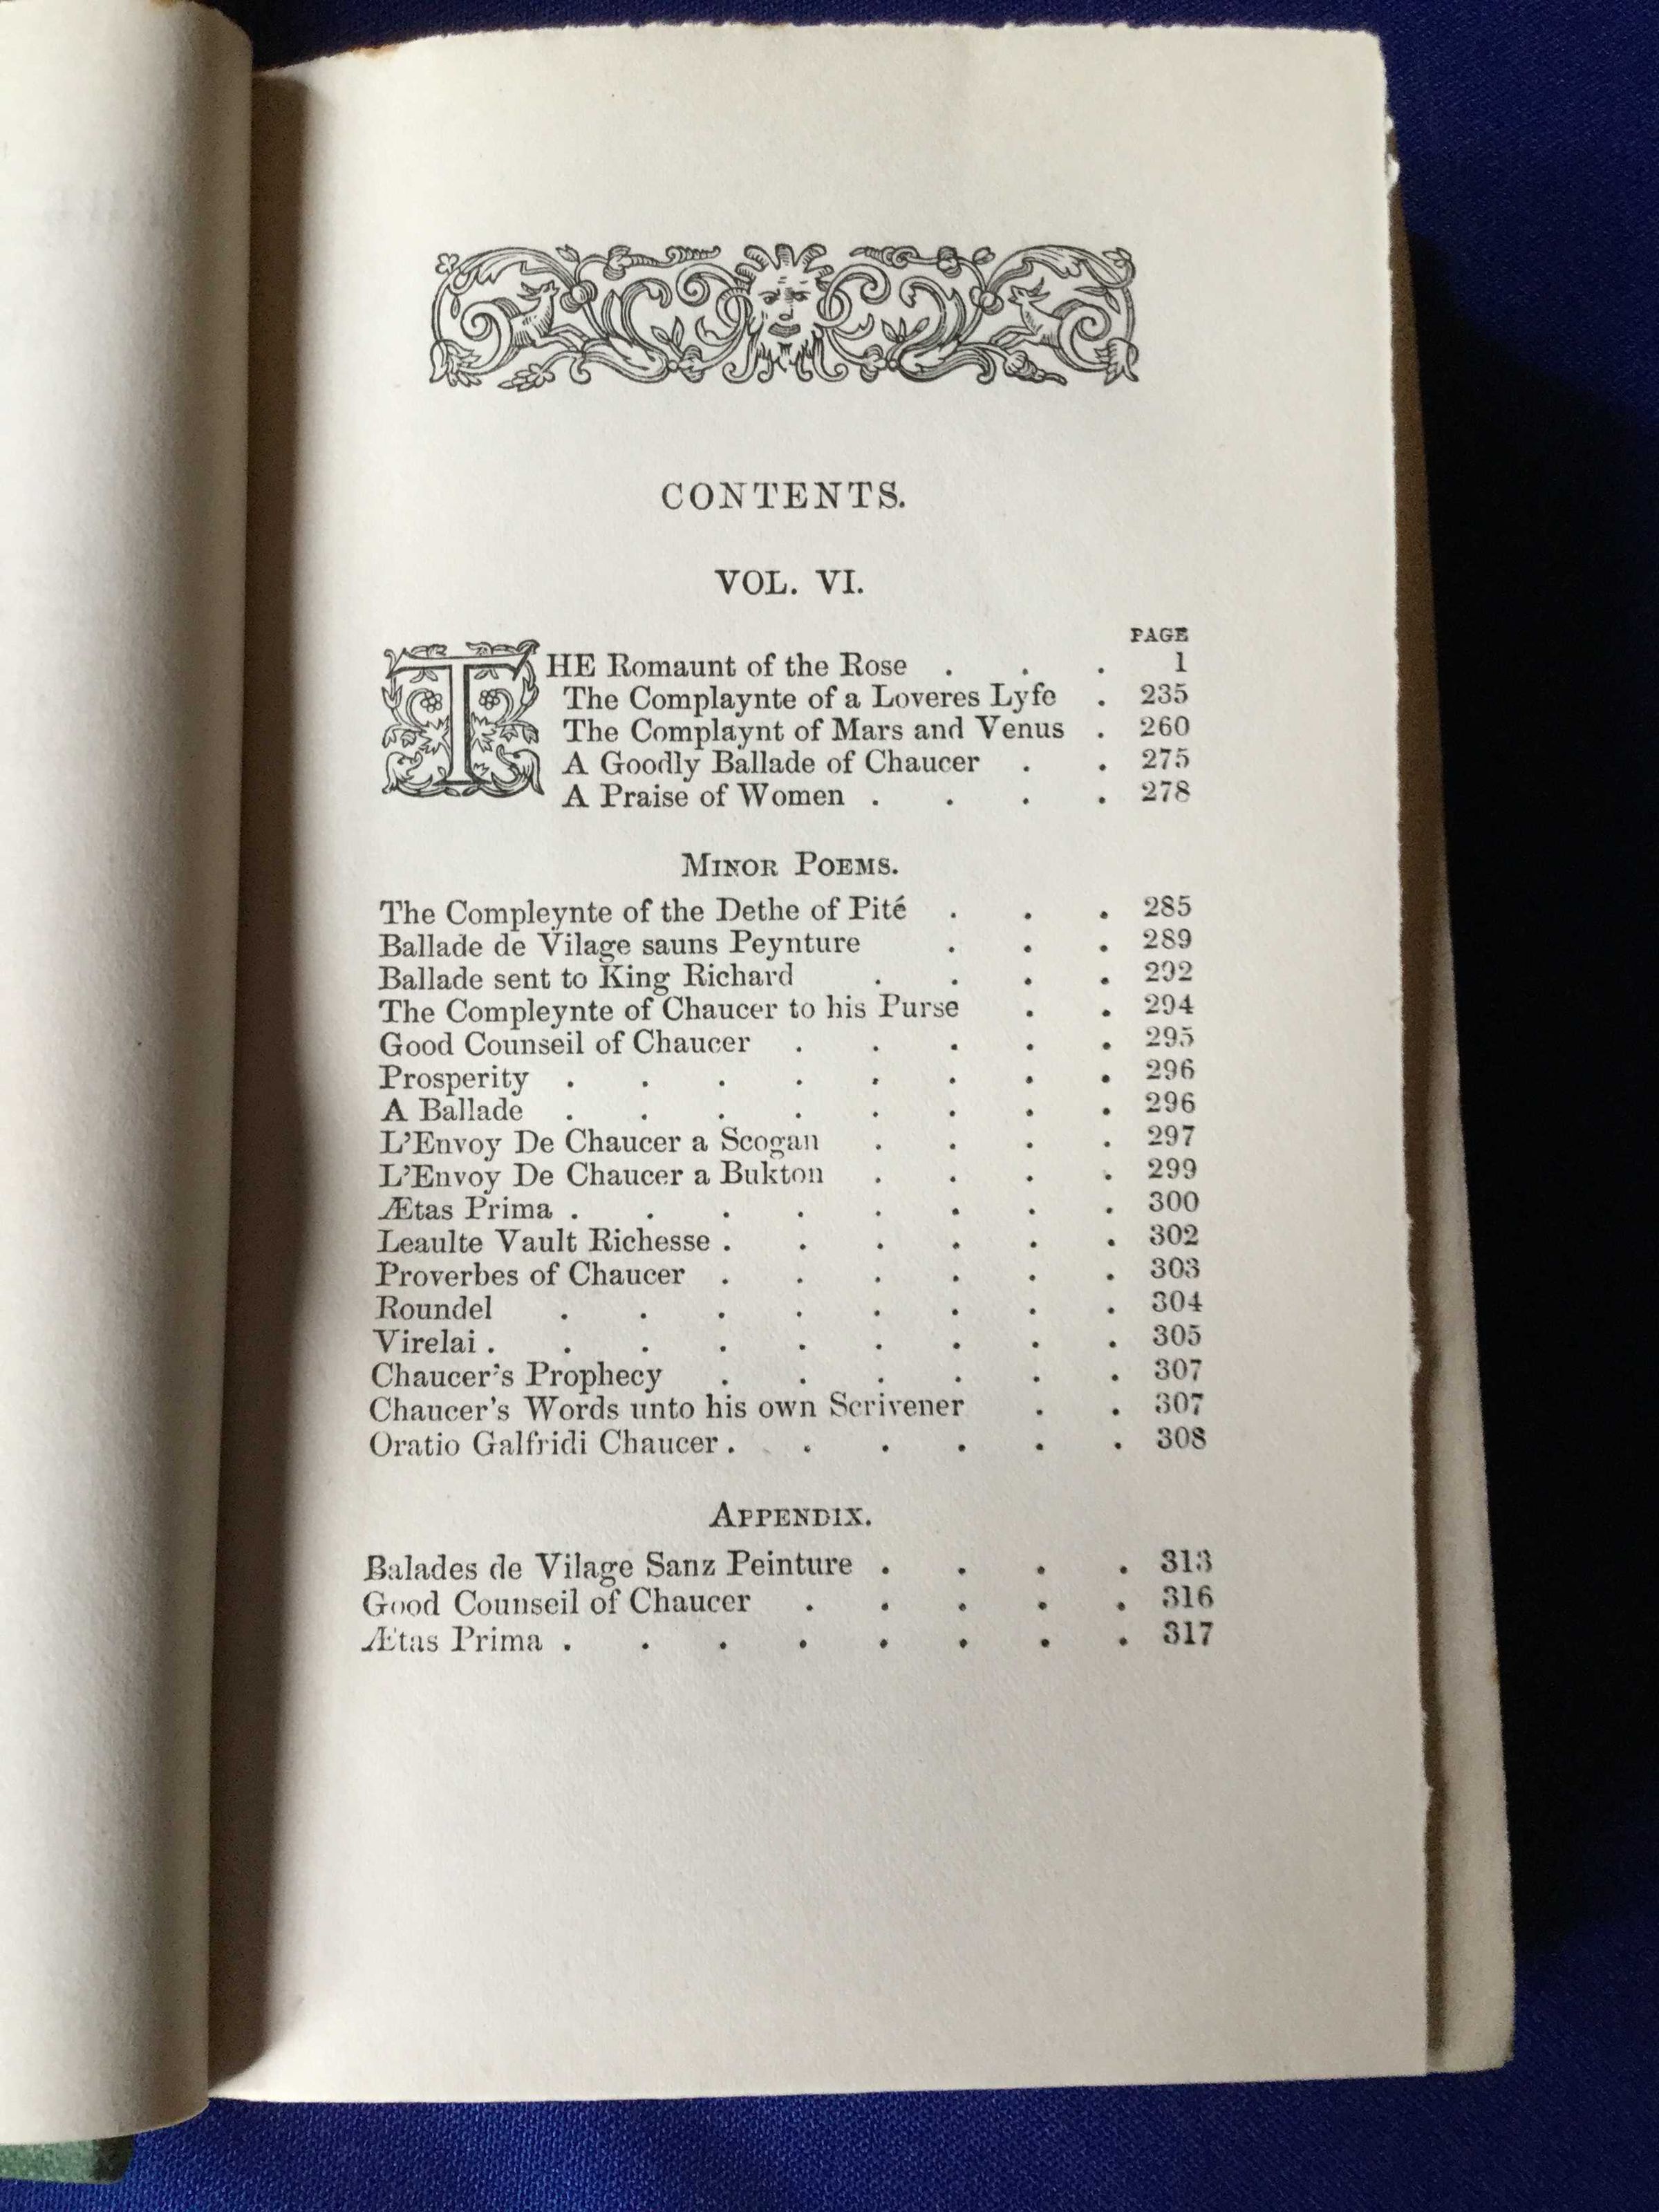 CONTENTS.
VOL. VI.
PAGE
THE Romaunt of the Rose . . . 1
The Complaynte of a Loveres Lyfe . 235
The Complaynt of Mars and Venus . 260
A Goodly Ballade of Chaucer . . 275
A Praise of Women . . . . 278
MINOR POEMS.
The Compleynte of the Dethe of Pité . . . 285
Ballade de Vilage sauns Peynture . . . 289
Ballade sent to King Richard . . . . 292
The Compleynte of Chaucer to his Purse . . 294
Good Counseil of Chaucer . . . . . 295
Prosperity . . . . . . . . 296
A Ballade . . . . . . . . 296
L'Envoy De Chaucer a Scogan . . . . 297
L'Envoy De Chaucer a Bukton . . . . 299
Ætas Prima . . . . . . . . 300
Leaulte Vault Richesse . . . . . . 302
Proverbes of Chaucer . . . . . . 303
Roundel . . . . . . . . 304
Virelai . . . . . . . . . 305
Chaucer's Prophecy . . . . . . 307
Chaucer's Words unto his own Scrivener . . 307
Oratio Galfridi Chaucer . . . . . . 308
APPENDIX.
Balades de Vilage Sanz Peinture . . . . 313
Good Counseil of Chaucer . . . . . 316
Ætas Prima . . . . . . . . 317